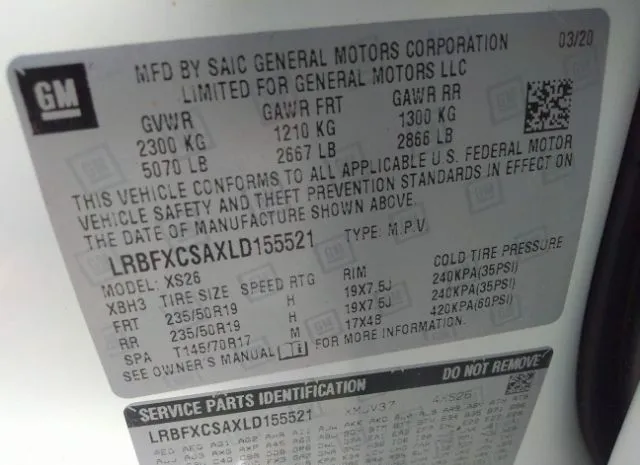 GM
MFD BY SAIC GENERAL MOTORS CORPORATION 03/20
LIMITED FOR GENERAL MOTORS LLC
GVWR GAWR FRT GAWR RR
2300 KG 1210 KG 1300 KG
5070 LB 2667 LB 2866 LB
THIS VEHICLE CONFORMS TO ALL APPLICABLE U.S. FEDERAL MOTOR
VEHICLE SAFETY AND THEFT PREVENTION STANDARDS IN EFFECT ON
THE DATE OF MANUFACTURE SHOWN ABOVE.
LRBFXCSAXLD155521 TYPE: M.P.V.
MODEL: XS26
XBH3 TIRE SIZE SPEED RTG RIM COLD TIRE PRESSURE
FRT 235/50R19 H 19X7.5J 240KPA(35PSI)
RR 235/50R19 H 19X7.5J 240KPA(35PSI)
SPA T145/70R17 M 17X4B 420KPA(60PSI)
SEE OWNER'S MANUAL FOR MORE INFORMATION.
SERVICE PARTS IDENTIFICATION DO NOT REMOVE
LRBFXCSAXLD155521 4XS26